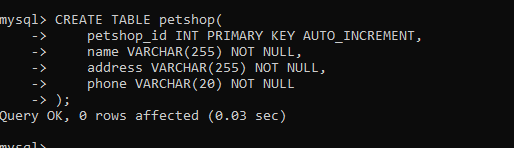 mysql> CREATE TABLE petshop(
    ->     petshop_id INT PRIMARY KEY AUTO_INCREMENT,
    ->     name VARCHAR(255) NOT NULL,
    ->     address VARCHAR(255) NOT NULL,
    ->     phone VARCHAR(20) NOT NULL
    -> );
Query OK, 0 rows affected (0.03 sec)
mysql>